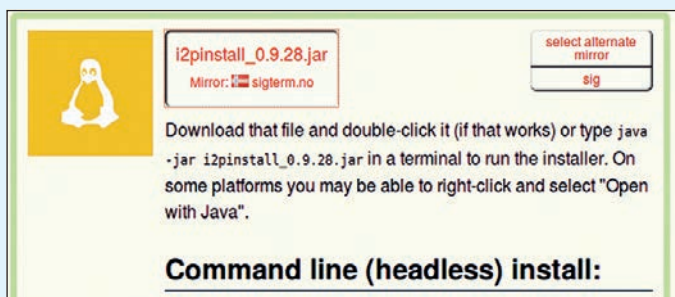 i2pinstall_0.9.28.jar
Mirror: sigterm.no
select alternate
mirror
sig
Download that file and double-click it (if that works) or type java
-jar i2pinstall_0.9.28.jar in a terminal to run the installer. On
some platforms you may be able to right-click and select "Open
with Java".
Command line (headless) install: